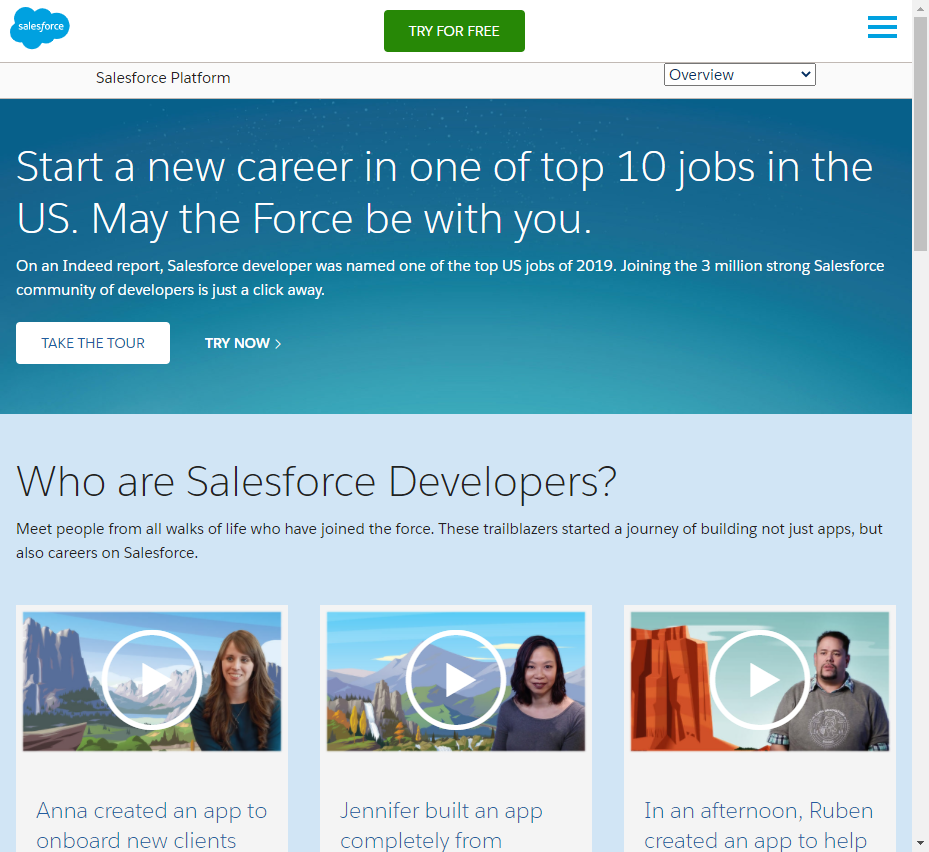 salesforce
TRY FOR FREE
Salesforce Platform
Overview
Start a new career in one of top 10 jobs in the
US. May the Force be with you.
On an Indeed report, Salesforce developer was named one of the top US jobs of 2019. Joining the 3 million strong Salesforce
community of developers is just a click away.
TAKE THE TOUR
TRY NOW >
Who are Salesforce Developers?
Meet people from all walks of life who have joined the force. These trailblazers started a journey of building not just apps, but
also careers on Salesforce.
Anna created an app to
onboard new clients
Jennifer built an app
completely from
In an afternoon, Ruben
created an app to help